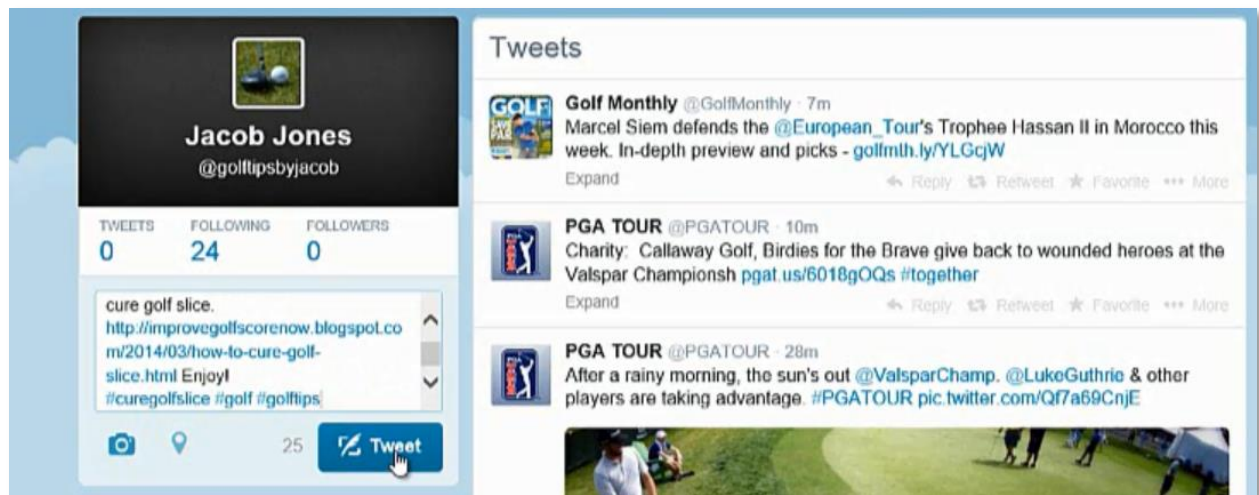 Jacob Jones
@golftipsbyjacob
TWEETS FOLLOWING FOLLOWERS
0 24 0
cure golf slice.
http://improvegolfscorenow.blogspot.co
m/2014/03/how-to-cure-golf-
slice.html Enjoy!
#curegolfslice #golf #golftips
25 Tweet
Tweets
GOLF
Golf Monthly @GolfMonthly · 7m
Marcel Siem defends the @European_Tour's Trophee Hassan II in Morocco this
week. In-depth preview and picks - golfmth.ly/YLGcjW
Expand Reply Retweet Favorite More
PGA TOUR @PGATOUR · 10m
Charity: Callaway Golf, Birdies for the Brave give back to wounded heroes at the
Valspar Championsh pgat.us/6018gOQs #together
Expand Reply Retweet Favorite More
PGA TOUR @PGATOUR · 28m
After a rainy morning, the sun's out @ValsparChamp. @LukeGuthrie & other
players are taking advantage. #PGATOUR pic.twitter.com/Qf7a69CnjE